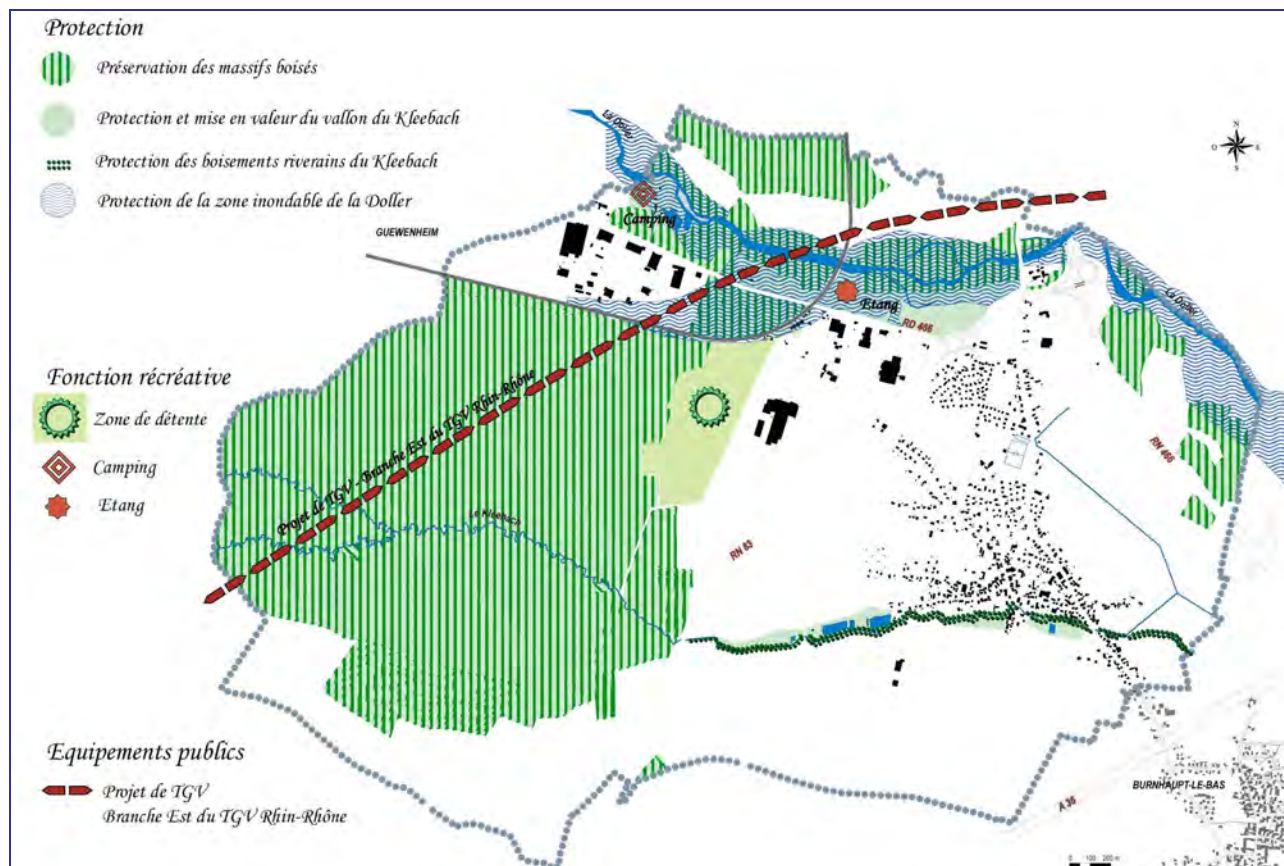 Protection
Préservation des massifs boisés
Protection et mise en valeur du vallon du Kleebach
Protection des boisements riverains du Kleebach
Protection de la zone inondable de la Doller
Fonction récréative
Zone de détente
Camping
Etang
Equipements publics
Projet de TGV
Branche Est du TGV Rhin-Rhône
La Doller
N
O
E
S
Camping
GUEWENHEIM
Etang
RD 466
La Doller
Projet de TGV - Branche Est du TGV Rhin-Rhône
RN 466
Le Kleebach
RN 83
BURNHAUPT-LE-BAS
A 36
0 100 200 m